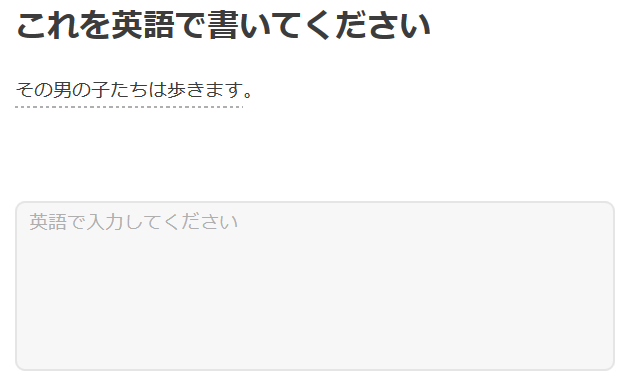 これを英語で書いてください
その男の子たちは歩きます。
英語で入力してください